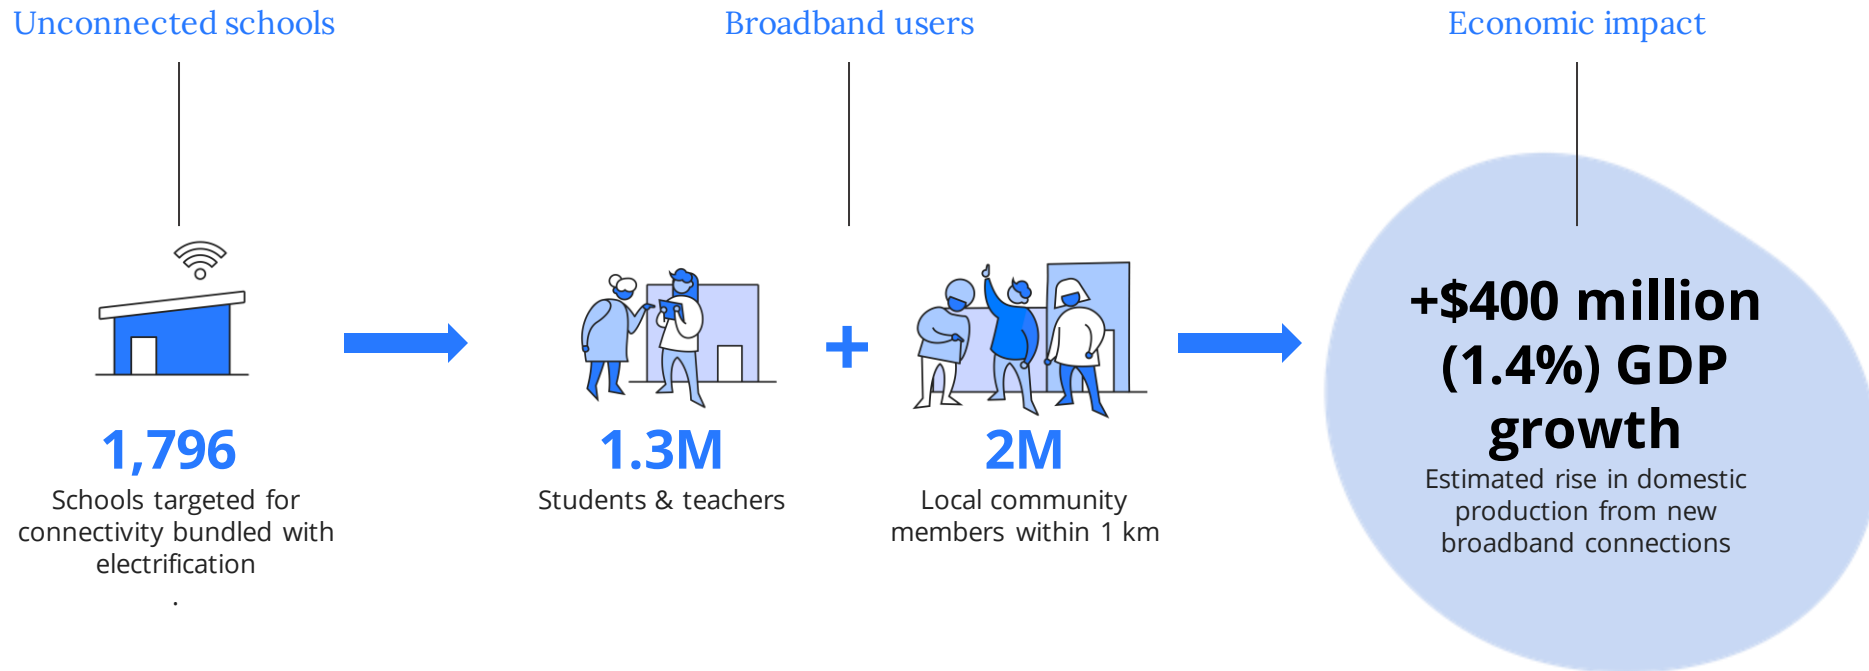 Unconnected schools
Broadband users
Economic impact
1,796
Schools targeted for
connectivity bundled with
electrification
.
1.3M
Students & teachers
+
2M
Local community
members within 1 km
+$400 million
(1.4%) GDP
growth
Estimated rise in domestic
production from new
broadband connections